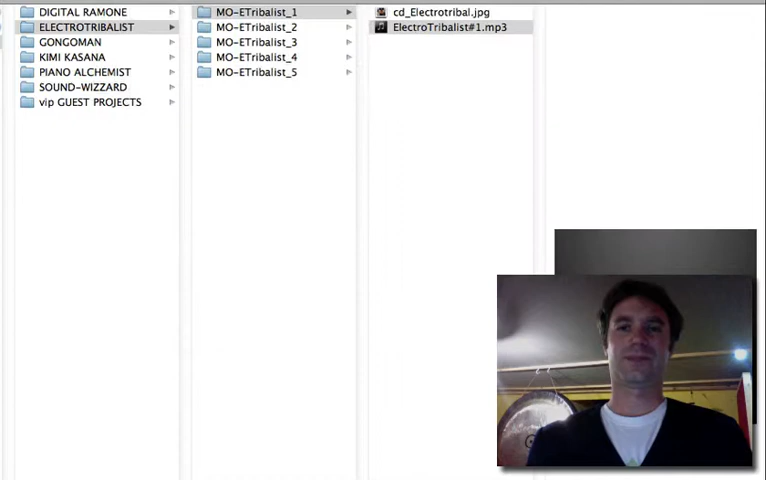 DIGITAL RAMONE
ELECTROTRIBALIST
GONGOMAN
KIMI KASANA
PIANO ALCHEMIST
SOUND-WIZZARD
vip GUEST PROJECTS
MO-ETribalist_1
MO-ETribalist_2
MO-ETribalist_3
MO-ETribalist_4
MO-ETribalist_5
cd_Electrotribal.jpg
ElectroTribalist#1.mp3